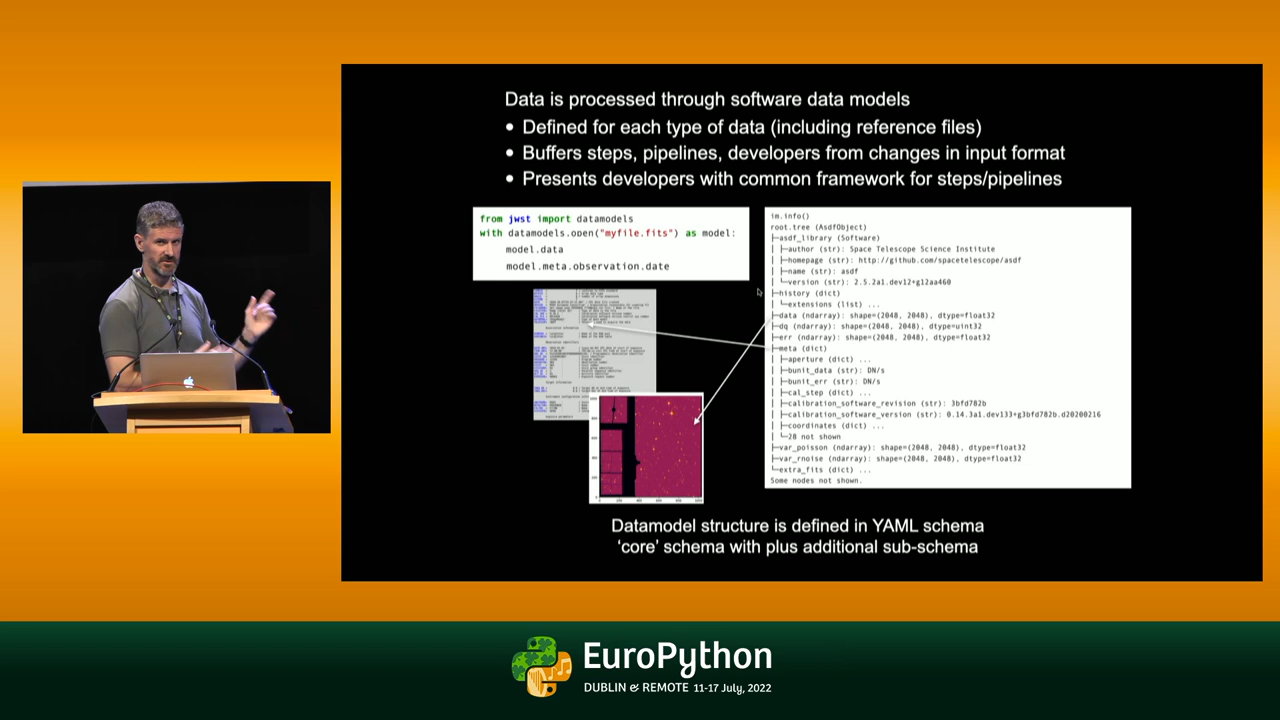 Data is processed through software data models
• Defined for each type of data (including reference files)
• Buffers steps, pipelines, developers from changes in input format
• Presents developers with common framework for steps/pipelines
from jwst import datamodels
with datamodels.open("myfile.fits") as model:
model.data
model.meta.observation.date
im.info()
root.tree (AsdfObject)
├─asdf_library (Software)
│ ├─author (str): Space Telescope Science Institute
│ ├─homepage (str): http://github.com/spacetelescope/asdf
│ ├─name (str): asdf
│ └─version (str): 2.5.2a1.dev12+g12aa460
├─history (dict)
│ └─extensions (list) ...
├─data (ndarray): shape=(2048, 2048), dtype=float32
├─dq (ndarray): shape=(2048, 2048), dtype=uint32
├─err (ndarray): shape=(2048, 2048), dtype=float32
├─meta (dict)
│ ├─aperture (dict) ...
│ ├─bunit_data (str): DN/s
│ ├─bunit_err (str): DN/s
│ ├─cal_step (dict) ...
│ ├─calibration_software_revision (str): 3bfd782b
│ ├─calibration_software_version (str): 0.14.3a1.dev133+g3bfd782b.d20200216
│ ├─coordinates (dict) ...
│ └─28 not shown
├─var_poisson (ndarray): shape=(2048, 2048), dtype=float32
├─var_rnoise (ndarray): shape=(2048, 2048), dtype=float32
└─extra_fits (dict) ...
Some nodes not shown.
Datamodel structure is defined in YAML schema
‘core’ schema with plus additional sub-schema
EuroPython
DUBLIN & REMOTE 11-17 July, 2022